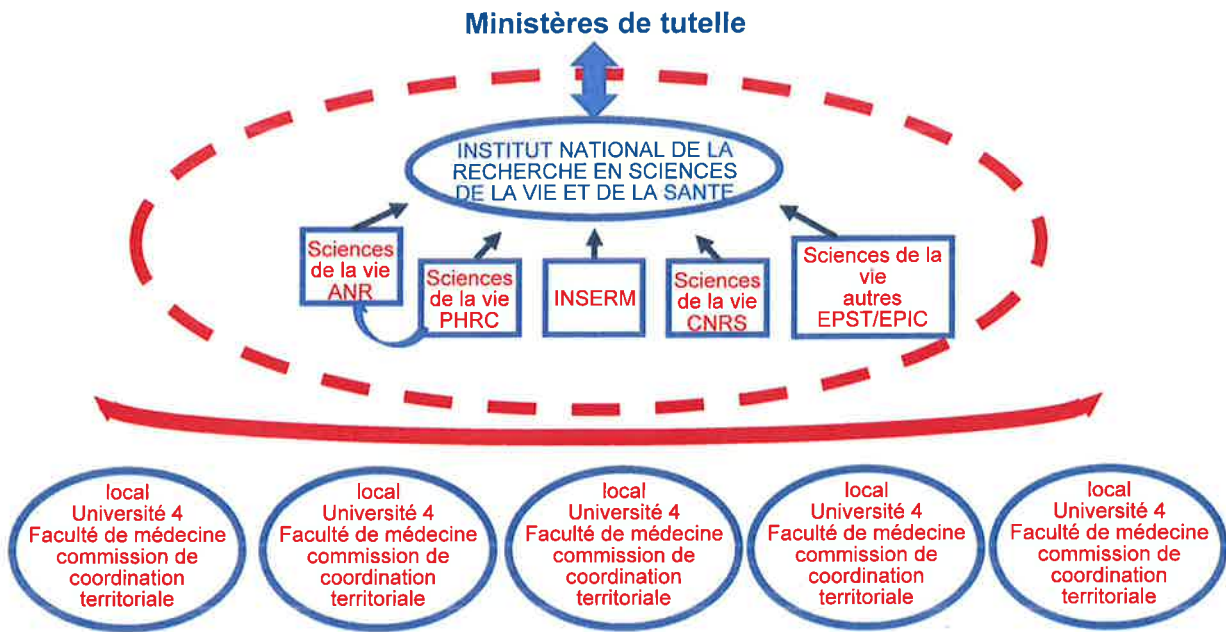 Ministères de tutelle
INSTITUT NATIONAL DE LA
RECHERCHE EN SCIENCES
DE LA VIE ET DE LA SANTE
Sciences
de la vie
ANR
Sciences
de la vie
PHRC
INSERM
Sciences
de la vie
CNRS
Sciences de la
vie
autres
EPST/EPIC
local
Université 4
Faculté de médecine
commission de
coordination
territoriale
local
Université 4
Faculté de médecine
commission de
coordination
territoriale
local
Université 4
Faculté de médecine
commission de
coordination
territoriale
local
Université 4
Faculté de médecine
commission de
coordination
territoriale
local
Université 4
Faculté de médecine
commission de
coordination
territoriale